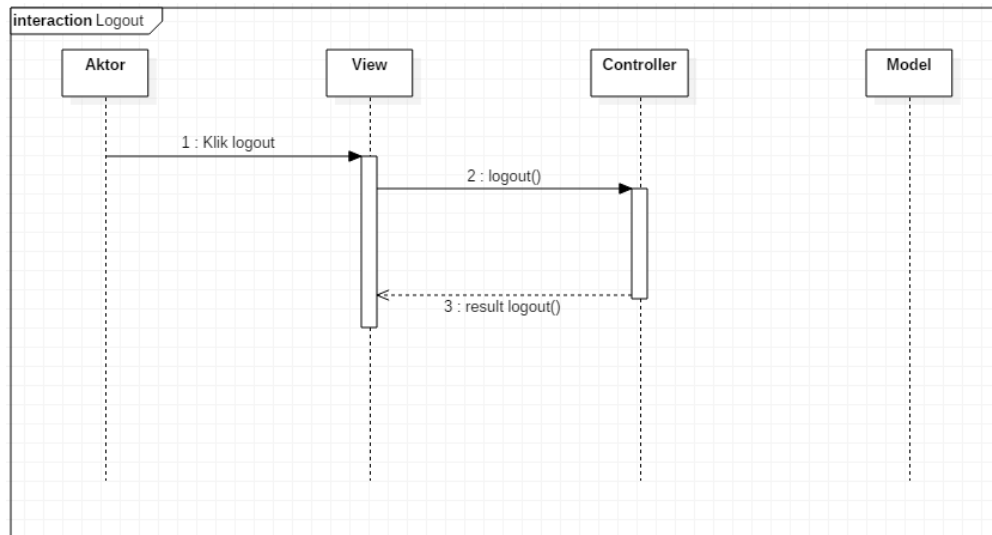 interaction Logout
Aktor
View
Controller
Model
1 : Klik logout
2 : logout()
3 : result logout()